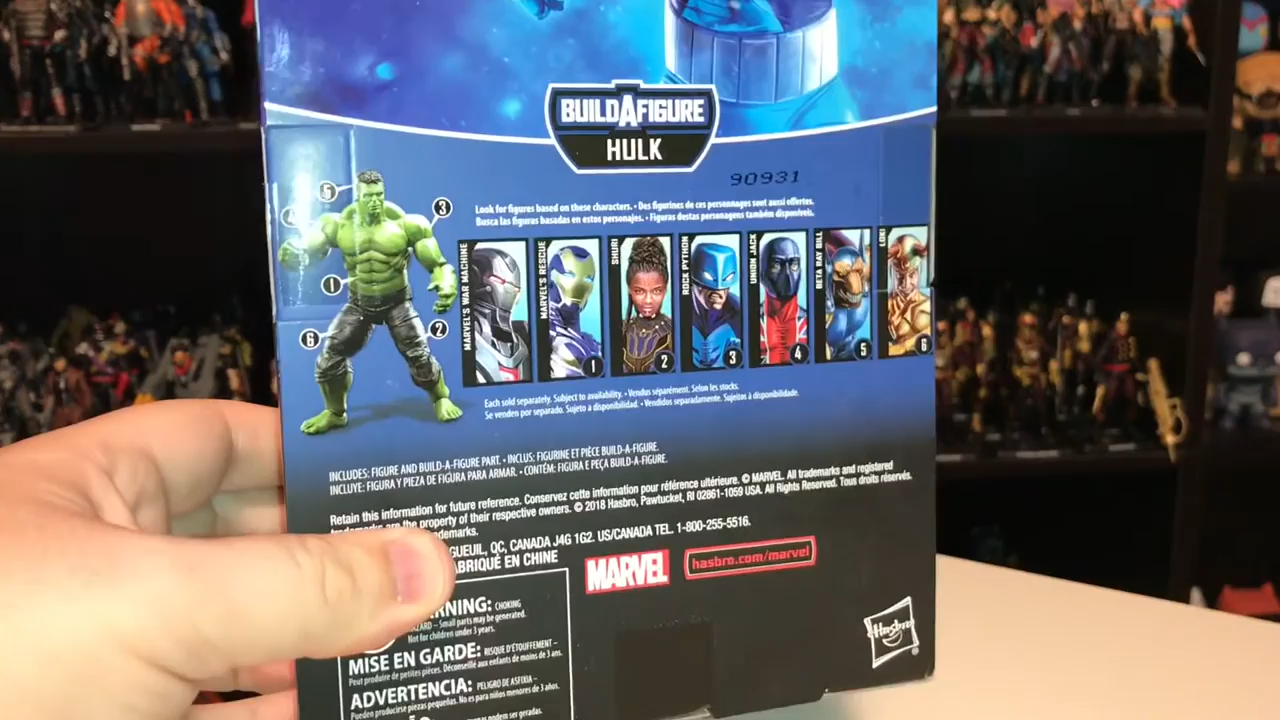 BUILDAFIGURE
HULK
90931
5
4
3
1
2
6
Look for figures based on these characters. • Des figurines de ces personnages sont aussi offertes.
Busca las figuras basadas en estos personajes. • Figuras destas personagens também disponíveis.
MARVEL'S WAR MACHINE
MARVEL'S RESCUE
1
SHURI
2
ROCK PYTHON
3
UNION JACK
4
BETA RAY BILL
5
LOKI
6
Each sold separately. Subject to availability. • Vendus séparément. Selon les stocks.
Se venden por separado. Sujeto a disponibilidad. • Vendidos separadamente. Sujeitos à disponibilidade.
INCLUDES: FIGURE AND BUILD-A-FIGURE PART. • INCLUS: FIGURINE ET PIÈCE BUILD-A-FIGURE.
INCLUYE: FIGURA Y PIEZA DE FIGURA PARA ARMAR. • CONTÉM: FIGURA E PEÇA BUILD-A-FIGURE.
Retain this information for future reference. Conservez cette information pour référence ultérieure. © MARVEL. All trademarks and registered
trademarks are the property of their respective owners. © 2018 Hasbro, Pawtucket, RI 02861-1059 USA. All Rights Reserved. Tous droits réservés.
GUEUIL, QC, CANADA J4G 1G2. US/CANADA TEL. 1-800-255-5516.
ABRIQUÉ EN CHINE
MARVEL
hasbro.com/marvel
RNING: CHOKING
AZARD – Small parts may be generated.
Not for children under 3 years.
MISE EN GARDE: RISQUE D'ÉTOUFFEMENT –
Peut produire de petites pièces. Déconseillé aux enfants de moins de 3 ans.
ADVERTENCIA: PELIGRO DE ASFIXIA –
Pueden producirse piezas pequeñas. No es para niños menores de 3 años.
podem ser geradas.
Hasbro